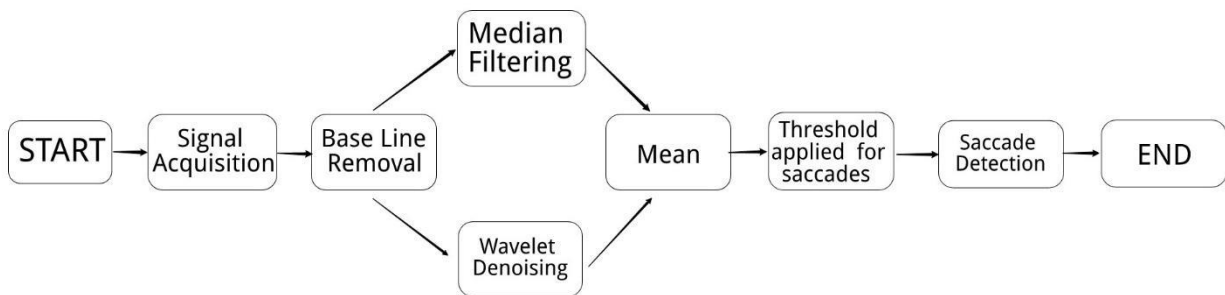 START
Signal
Acquisition
Base Line
Removal
Median
Filtering
Wavelet
Denoising
Mean
Threshold
applied for
saccades
Saccade
Detection
END